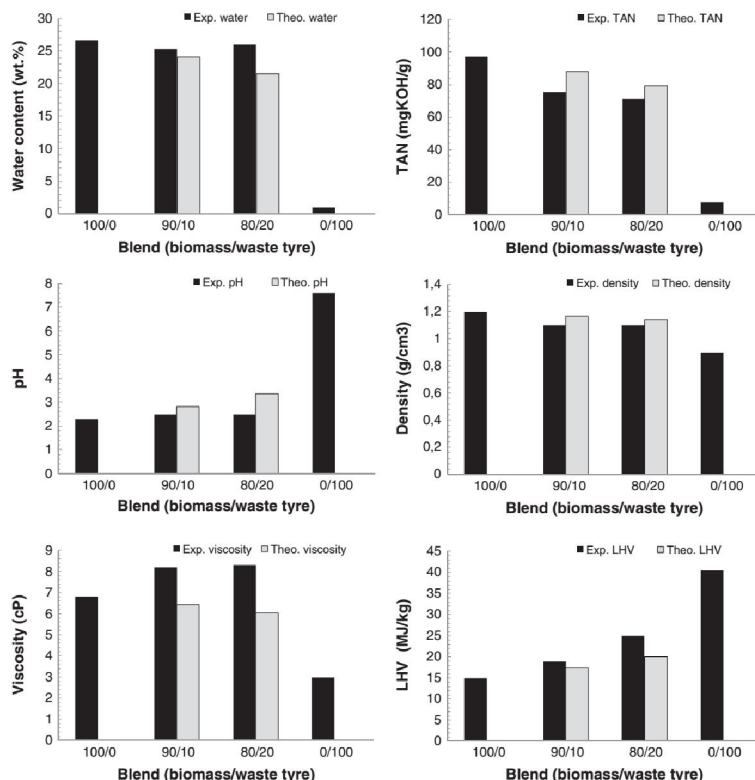 Exp. water Theo. water
Water content (wt.%)
30
25
20
15
10
5
0
100/0 90/10 80/20 0/100
Blend (biomass/waste tyre)
Exp. TAN Theo. TAN
TAN (mgKOH/g)
120
100
80
60
40
20
0
100/0 90/10 80/20 0/100
Blend (biomass/waste tyre)
Exp. pH Theo. pH
pH
8
7
6
5
4
3
2
1
0
100/0 90/10 80/20 0/100
Blend (biomass/waste tyre)
Exp. density Theo. density
Density (g/cm3)
1,4
1,2
1
0,8
0,6
0,4
0,2
0
100/0 90/10 80/20 0/100
Blend (biomass/waste tyre)
Exp. viscosity Theo. viscosity
Viscosity (cP)
9
8
7
6
5
4
3
2
1
0
100/0 90/10 80/20 0/100
Blend (biomass/waste tyre)
Exp. LHV Theo. LHV
LHV (MJ/kg)
45
40
35
30
25
20
15
10
5
0
100/0 90/10 80/20 0/100
Blend (biomass/waste tyre)